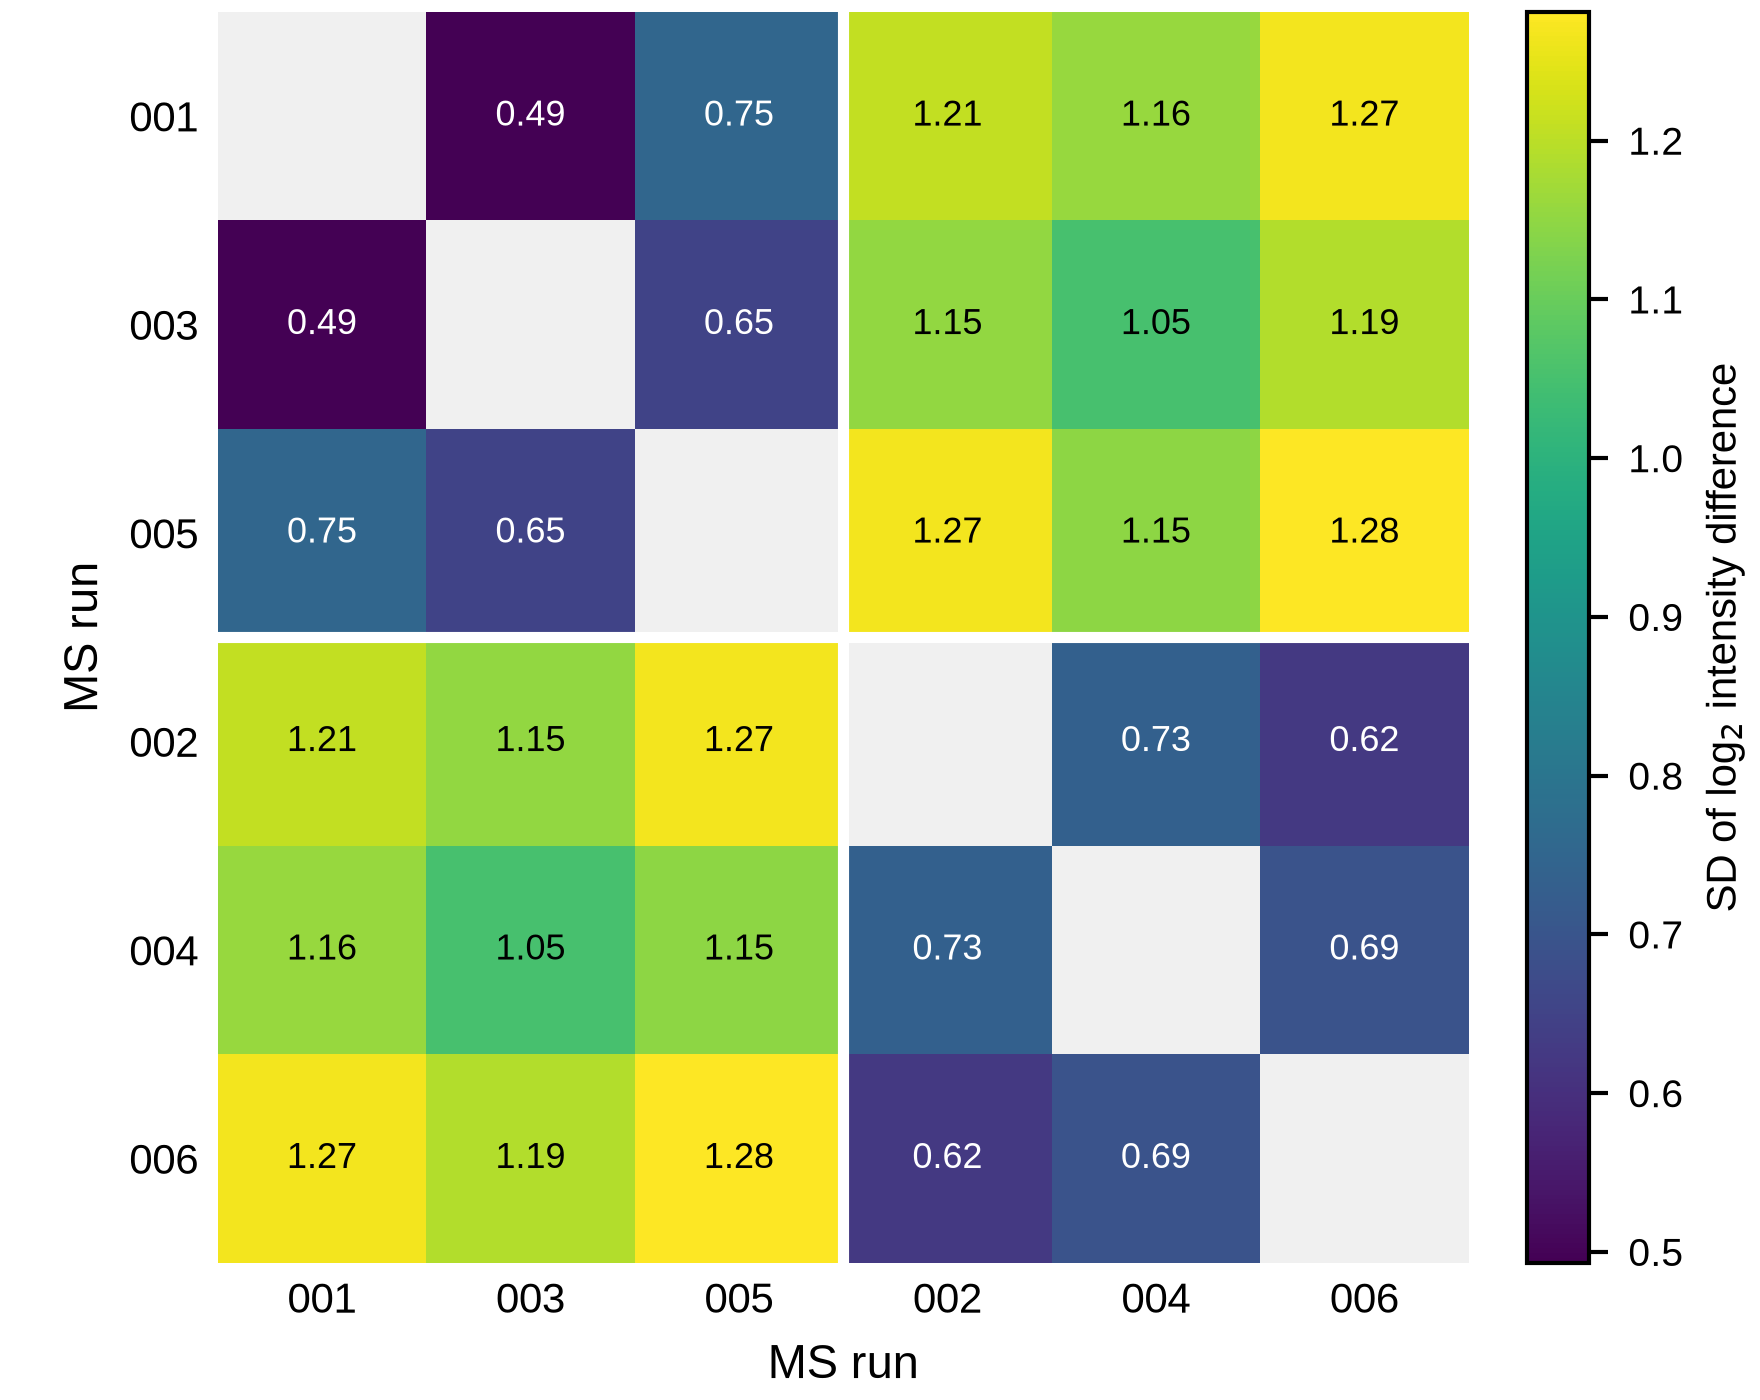 001 0.49 0.75 1.21 1.16 1.27
003 0.49 0.65 1.15 1.05 1.19
005 0.75 0.65 1.27 1.15 1.28
002 1.21 1.15 1.27 0.73 0.62
004 1.16 1.05 1.15 0.73 0.69
006 1.27 1.19 1.28 0.62 0.69
001 003 005 002 004 006
MS run
MS run
1.2
1.1
1.0
0.9
0.8
0.7
0.6
0.5
SD of log₂ intensity difference